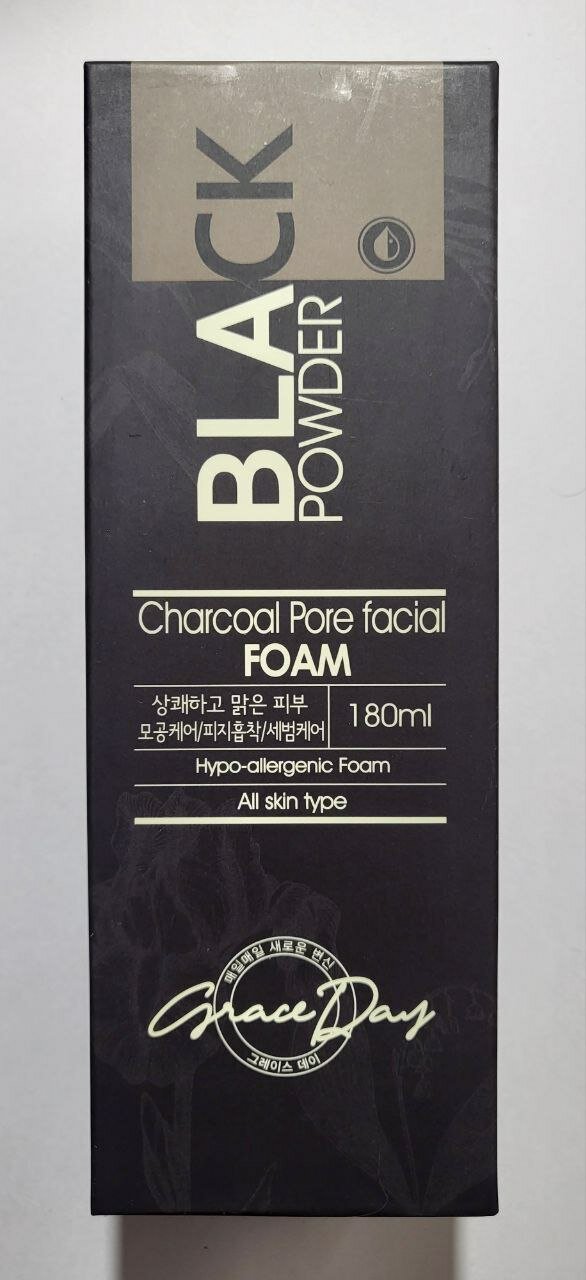 BLACK
POWDER
Charcoal Pore facial
FOAM
상쾌하고 맑은 피부
모공케어/피지흡착/세범케어
180ml
Hypo-allergenic Foam
All skin type
매일매일 새로운 변신
Grace Day
그레이스 데이